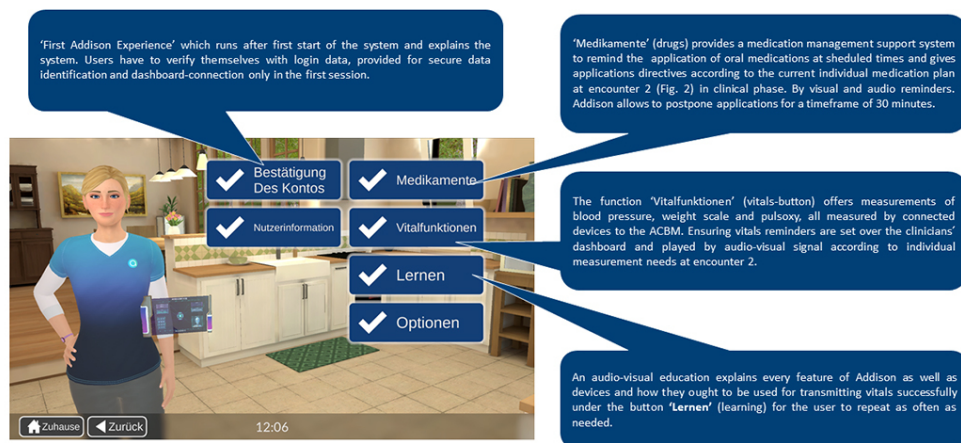 ‘First Addison Experience’ which runs after first start of the system and explains the
system. Users have to verify themselves with login data, provided for secure data
identification and dashboard-connection only in the first session.
‘Medikamente’ (drugs) provides a medication management support system
to remind the application of oral medications at sheduled times and gives
applications directives according to the current individual medication plan
at encounter 2 (Fig. 2) in clinical phase. By visual and audio reminders.
Addison allows to postpone applications for a timeframe of 30 minutes.
Bestätigung
Des Kontos
Medikamente
Nutzerinformation
Vitalfunktionen
Lernen
Optionen
The function ‘Vitalfunktionen’ (vitals-button) offers measurements of
blood pressure, weight scale and pulsoxy, all measured by connected
devices to the ACBM. Ensuring vitals reminders are set over the clinicians’
dashboard and played by audio-visual signal according to individual
measurement needs at encounter 2.
An audio-visual education explains every feature of Addison as well as
devices and how they ought to be used for transmitting vitals successfully
under the button ‘Lernen’ (learning) for the user to repeat as often as
needed.
Zuhause
Zurück
12:06